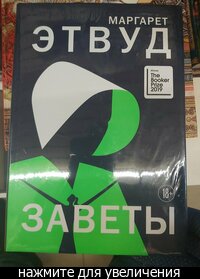 МАРГАРЕТ
ЭТВУД
The
Booker
Prize
2019
18+
ЗАВЕТЫ
нажмите для увеличения